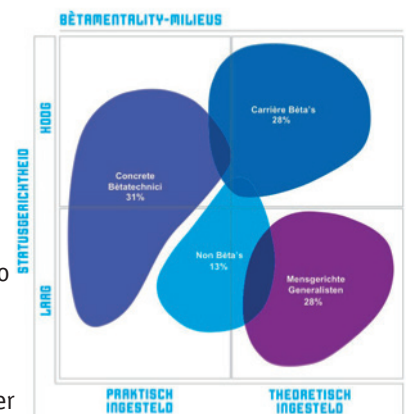 BÈTAMENTALITY-MILIEUS
STATUSGERICHTHEID
HOOG
LAAG
Carrière Bèta's
28%
Concrete
Bètatechnici
31%
Non Bèta's
13%
Mensgerichte
Generalisten
28%
o
er
PRAKTISCH
INGESTELD
THEORETISCH
INGESTELD